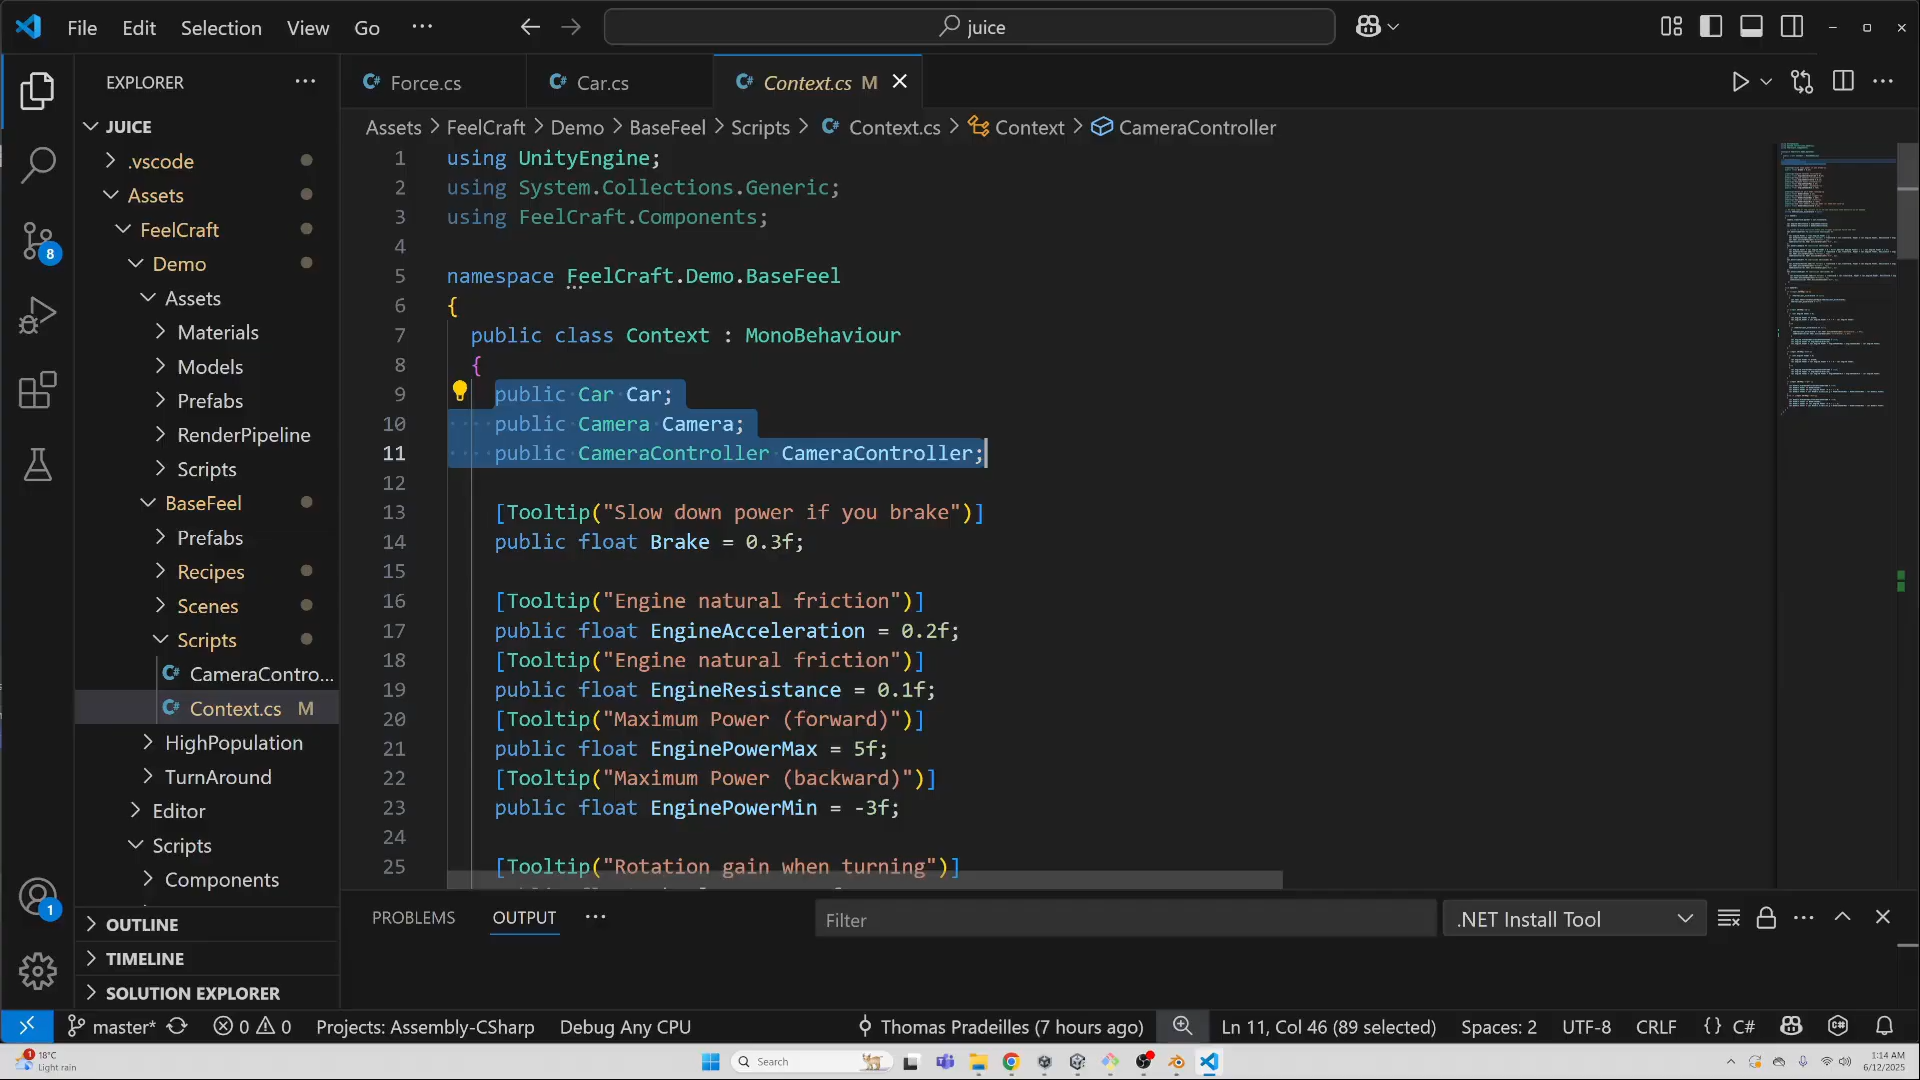 File Edit Selection View Go ···
juice
EXPLORER
Force.cs
Car.cs
Context.cs M
Assets > FeelCraft > Demo > BaseFeel > Scripts > Context.cs > Context > CameraController
JUICE
.vscode
Assets
FeelCraft
Demo
Assets
Materials
Models
Prefabs
RenderPipeline
Scripts
BaseFeel
Prefabs
Recipes
Scenes
Scripts
CameraContro...
Context.cs M
HighPopulation
TurnAround
Editor
Scripts
Components
OUTLINE
TIMELINE
SOLUTION EXPLORER
8
1
1 using UnityEngine;
2 using System.Collections.Generic;
3 using FeelCraft.Components;
4
5 namespace FeelCraft.Demo.BaseFeel
6 {
7 public class Context : MonoBehaviour
8 {
9 public Car Car;
10 public Camera Camera;
11 public CameraController CameraController;
12
13 [Tooltip("Slow down power if you brake")]
14 public float Brake = 0.3f;
15
16 [Tooltip("Engine natural friction")]
17 public float EngineAcceleration = 0.2f;
18 [Tooltip("Engine natural friction")]
19 public float EngineResistance = 0.1f;
20 [Tooltip("Maximum Power (forward)")]
21 public float EnginePowerMax = 5f;
22 [Tooltip("Maximum Power (backward)")]
23 public float EnginePowerMin = -3f;
24
25 [Tooltip("Rotation gain when turning")]
PROBLEMS OUTPUT ···
Filter
.NET Install Tool
master* 0 0 Projects: Assembly-CSharp Debug Any CPU
Thomas Pradeilles (7 hours ago) Ln 11, Col 46 (89 selected) Spaces: 2 UTF-8 CRLF {} C#
1
18°C
Light rain
Search
1:14 AM
6/12/2025